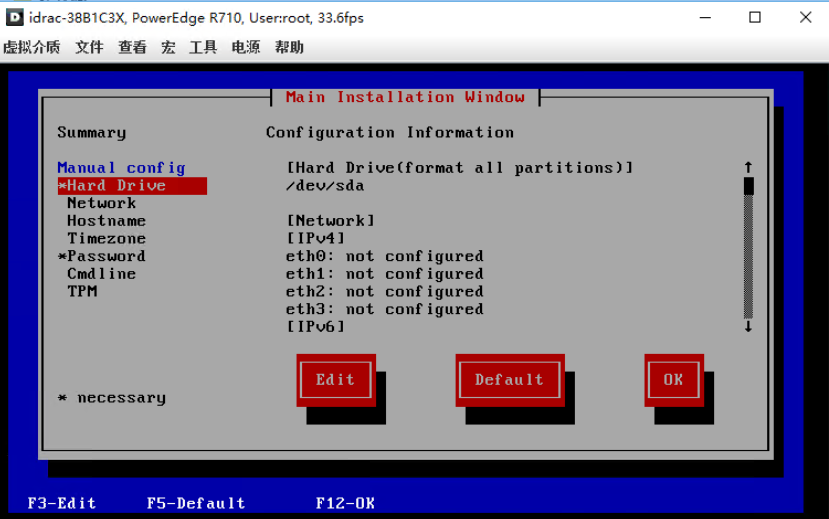 idrac-38B1C3X, PowerEdge R710, User:root, 33.6fps
虚拟介质 文件 查看 宏 工具 电源 帮助
Main Installation Window
Summary
Configuration Information
Manual config
[Hard Drive(format all partitions)]
*Hard Drive
/dev/sda
Network
Hostname
[Network]
Timezone
[IPv4]
*Password
eth0: not configured
Cmdline
eth1: not configured
TPM
eth2: not configured
eth3: not configured
[IPv6]
Edit
Default
OK
* necessary
F3-Edit F5-Default F12-OK